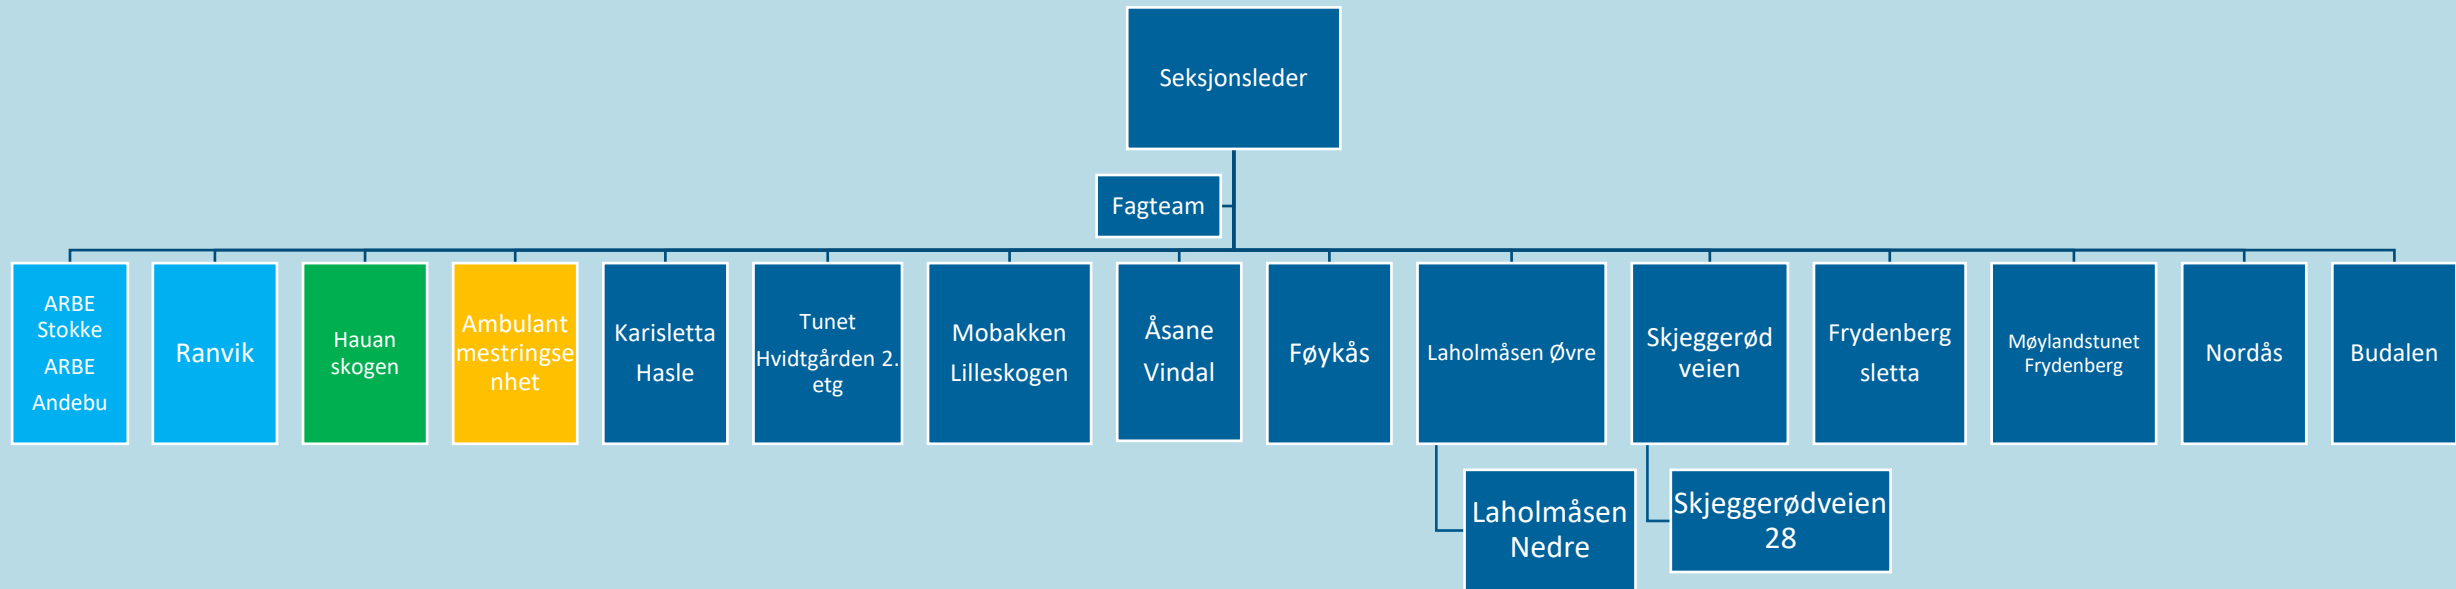 Seksjonsleder
Fagteam
ARBE
Stokke
ARBE
Andebu
Ranvik
Hauan
skogen
Ambulant
mestringse
nhet
Karisletta
Hasle
Tunet
Hvidtgården 2.
etg
Mobakken
Lilleskogen
Åsane
Vindal
Føykås
Laholmåsen Øvre
Skjeggerød
veien
Frydenberg
sletta
Møylandstunet
Frydenberg
Nordås
Budalen
Laholmåsen
Nedre
Skjeggerødveien
28